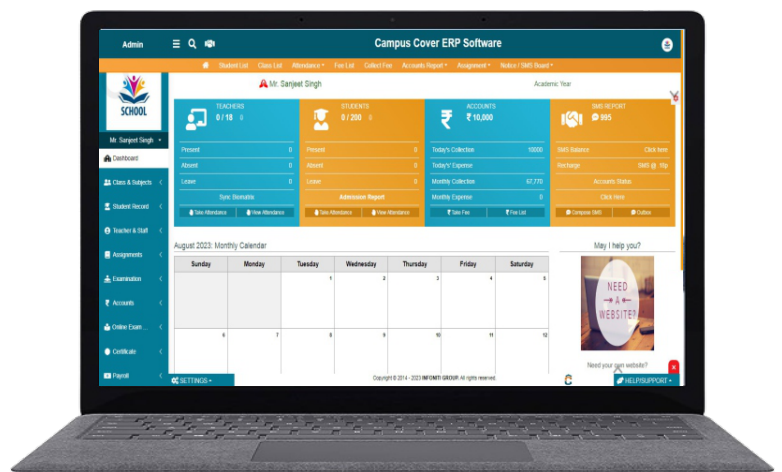 Admin
Campus Cover ERP Software
Student List Class List Attendance Fee List Collect Fee Accounts Report Assignment Notice / SMS Board
SCHOOL
Mr. Sanjeet Singh
Academic Year
Mr. Sanjeet Singh
Dashboard
Class & Subjects
Student Record
Teacher & Staff
Assignments
Examination
Accounts
Online Exam ...
Certificate
Payroll
TEACHERS
0 / 18
Present 0
Absent 0
Leave 0
Sync Biomatric
Take Attendance View Attendance
STUDENTS
0 / 200
Present 0
Absent 0
Leave 0
Admission Report
Take Attendance View Attendance
ACCOUNTS
₹ 10,000
Today's Collection 10000
Today's' Expense
Monthly Collection 67,770
Monthly Expense 0
₹ Take Fee ₹ Fee List
SMS REPORT
995
SMS Balance Click here
Recharge SMS @
Accounts Status
Click Here
Compose SMS Outbox
August 2023: Monthly Calendar
Sunday Monday Tuesday Wednesday Thursday Friday Saturday
1 2 3 4 5
6 7 8 9 10 11 12
May I help you?
NEED
A
WEBSITE?
Need your own website?
SETTINGS
Copyright © 2014 - 2023 INFONITI GROUP. All rights reserved.
HELP/SUPPORT